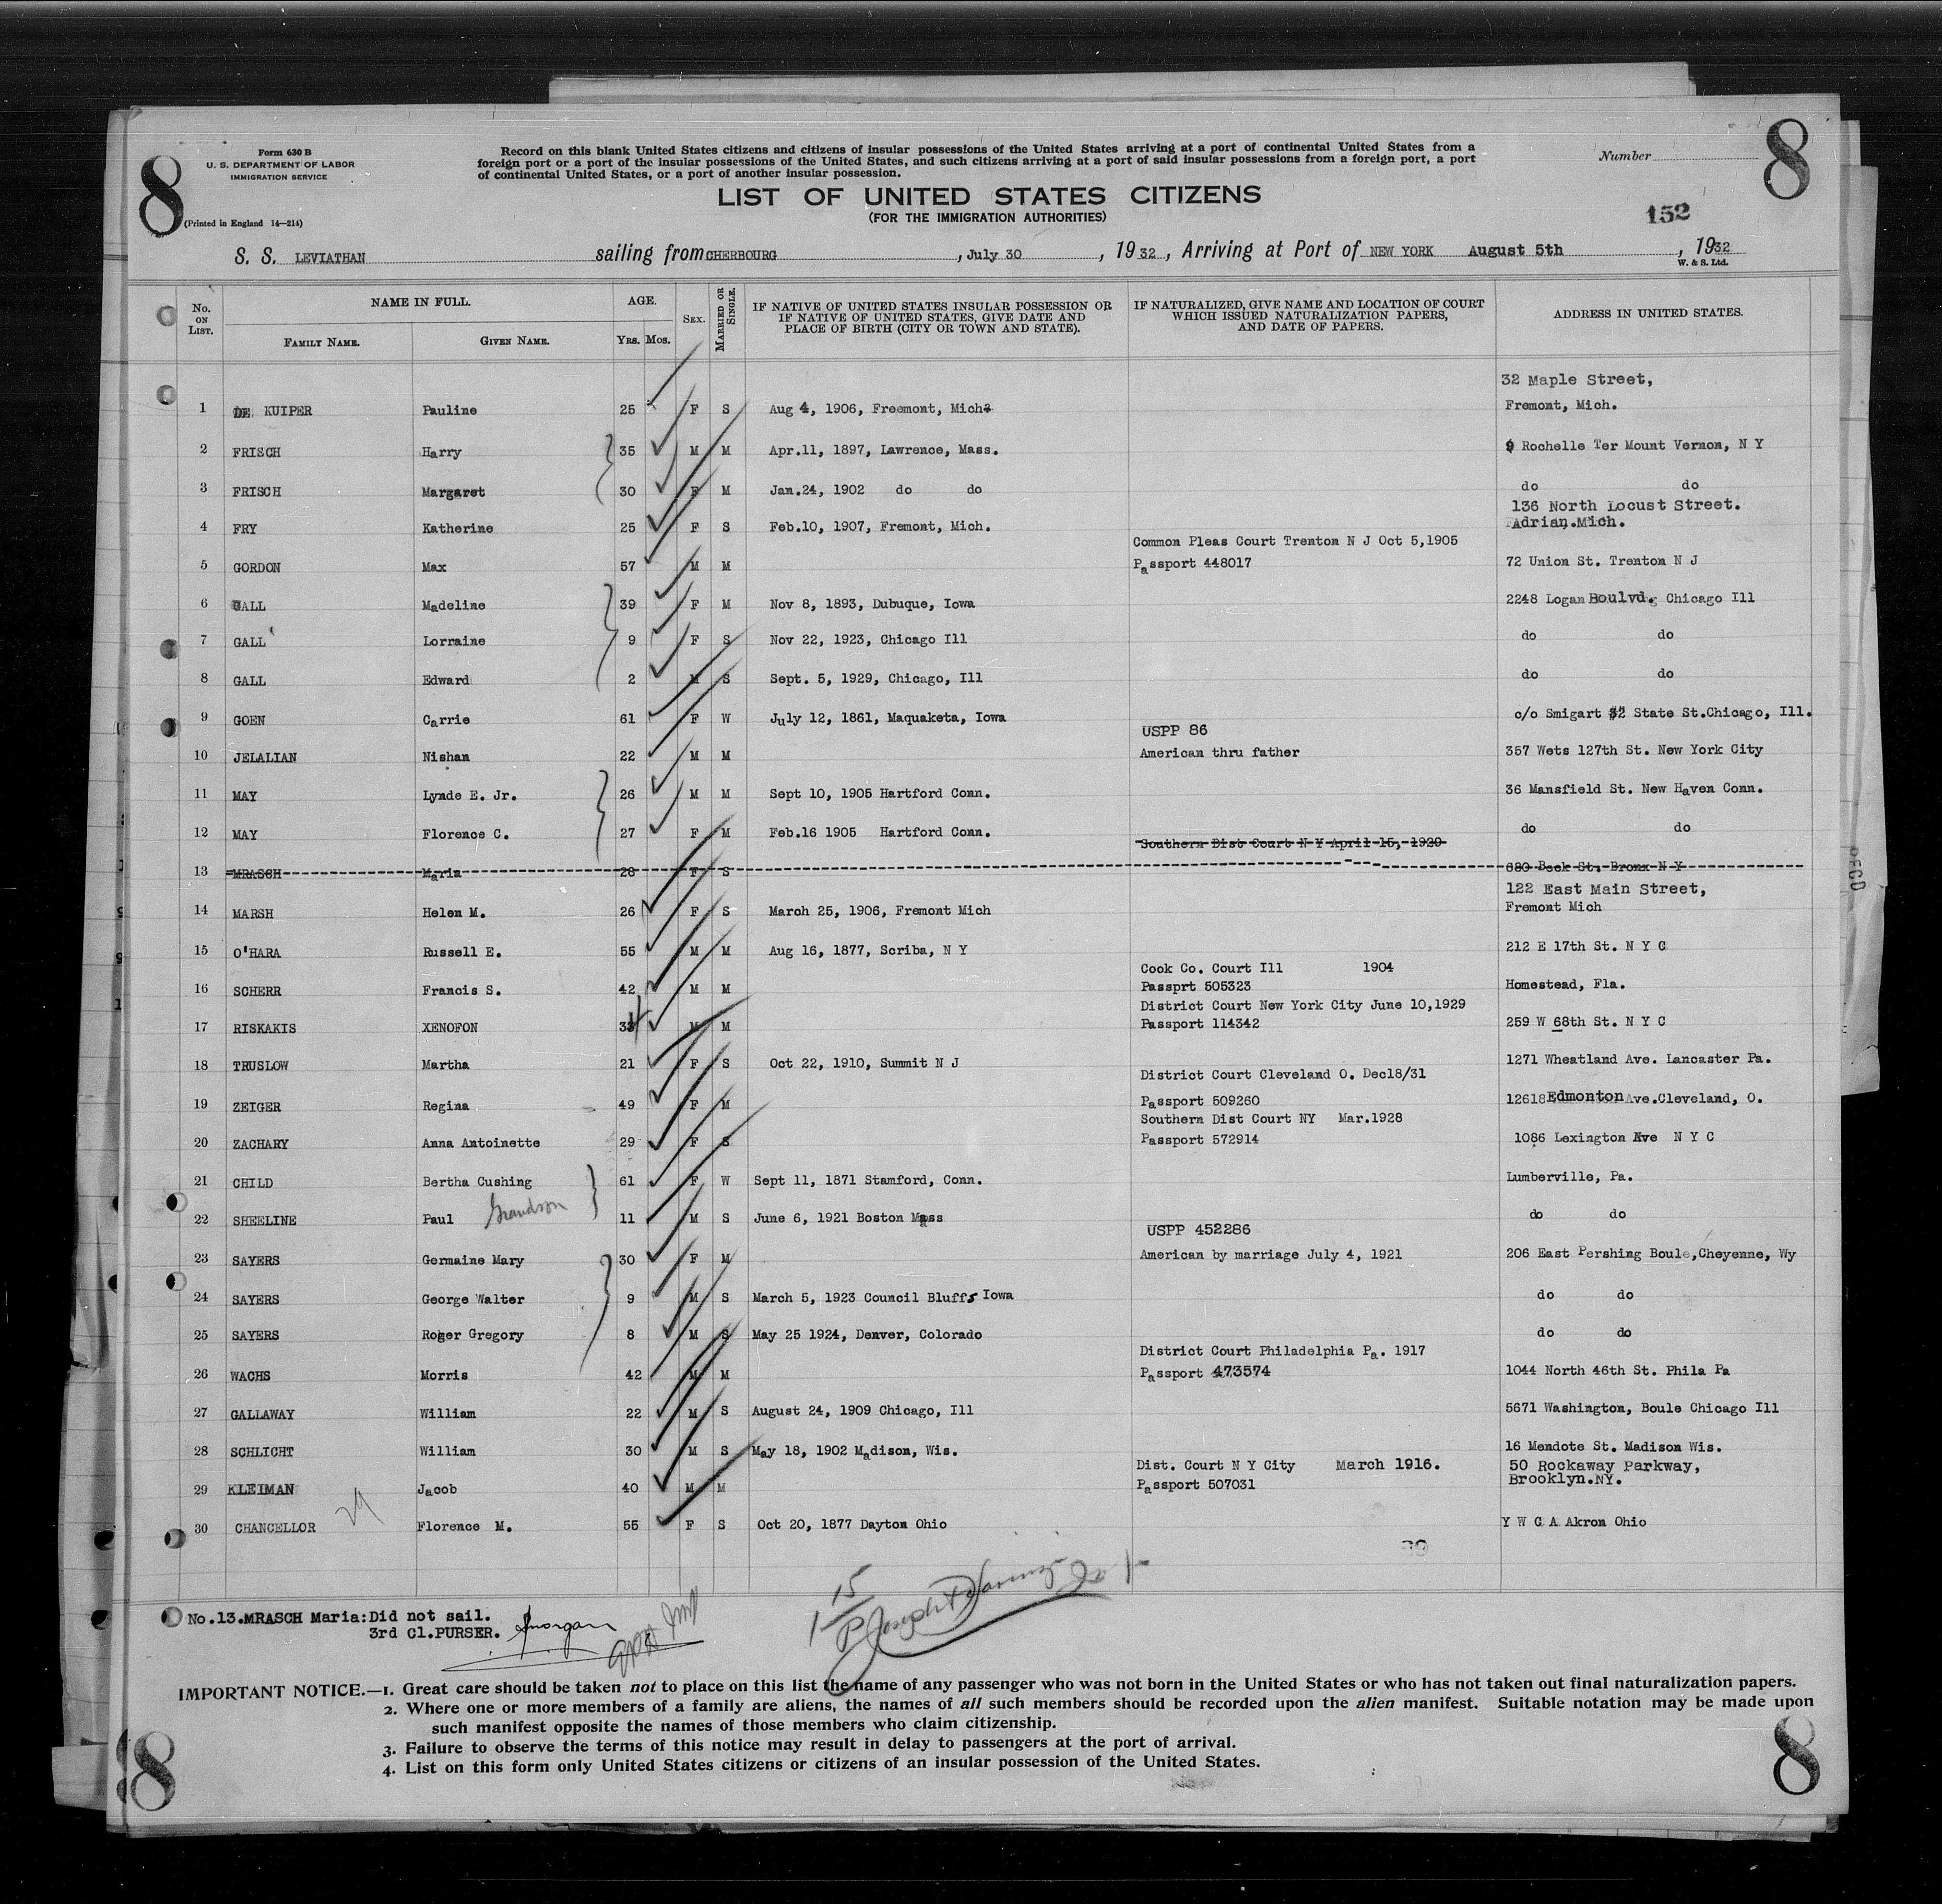 8
Form 630 B
U. S. DEPARTMENT OF LABOR
IMMIGRATION SERVICE
(Printed in England 14—214)
Record on this blank United States citizens and citizens of insular possessions of the United States arriving at a port of continental United States from a
foreign port or a port of the insular possessions of the United States, and such citizens arriving at a port of said insular possessions from a foreign port, a port
of continental United States, or a port of another insular possession.
Number
8
LIST OF UNITED STATES CITIZENS
(FOR THE IMMIGRATION AUTHORITIES)
152
S. S. LEVIATHAN sailing from CHERBOURG, July 30, 1932, Arriving at Port of NEW YORK August 5th, 1932
W. & S. Ltd.
No. ON LIST. NAME IN FULL. FAMILY NAME. GIVEN NAME. AGE. YRS. MOS. SEX. MARRIED OR SINGLE. IF NATIVE OF UNITED STATES INSULAR POSSESSION OR IF NATIVE OF UNITED STATES, GIVE DATE AND PLACE OF BIRTH (CITY OR TOWN AND STATE). IF NATURALIZED, GIVE NAME AND LOCATION OF COURT WHICH ISSUED NATURALIZATION PAPERS, AND DATE OF PAPERS. ADDRESS IN UNITED STATES.
32 Maple Street,
1 DE KUIPER Pauline 25 F S Aug 4, 1906, Freemont, Mich. Fremont, Mich.
2 FRISCH Harry 35 M M Apr.11, 1897, Lawrence, Mass. 9 Rochelle Ter Mount Vernon, N Y
3 FRISCH Margaret 30 F M Jan.24, 1902 do do do do
136 North Locust Street.
4 FRY Katherine 25 F S Feb.10, 1907, Fremont, Mich. Adrian.Mich.
Common Pleas Court Trenton N J Oct 5,1905
5 GORDON Max 57 M M Passport 448017 72 Union St. Trenton N J
6 GALL Madeline 39 F M Nov 8, 1893, Dubuque, Iowa 2248 Logan Boulvd. Chicago Ill
7 GALL Lorraine 9 F S Nov 22, 1923, Chicago Ill do do
8 GALL Edward 2 M S Sept. 5, 1929, Chicago, Ill do do
9 GOEN Carrie 61 F W July 12, 1861, Maquaketa, Iowa c/o Smigart 32 State St.Chicago, Ill.
USPP 86
10 JELALIAN Nishan 22 M M American thru father 357 Wets 127th St. New York City
11 MAY Lynde E. Jr. 26 M M Sept 10, 1905 Hartford Conn. 36 Mansfield St. New Haven Conn.
12 MAY Florence C. 27 F M Feb.16 1905 Hartford Conn. do do
Southern Dist Court N Y April 15, 1920
13 MRASCH Maria 28 F S 680 Beek St. Bronx N Y
122 East Main Street,
14 MARSH Helen M. 26 F S March 25, 1906, Fremont Mich Fremont Mich
15 O'HARA Russell E. 55 M M Aug 16, 1877, Scriba, N Y 212 E 17th St. N Y C
Cook Co. Court Ill 1904
16 SCHERR Francis S. 42 M M Passprt 505323 Homestead, Fla.
District Court New York City June 10,1929
17 RISKAKIS XENOFON 34 M M Passport 114342 259 W 68th St. N Y C
18 TRUSLOW Martha 21 F S Oct 22, 1910, Summit N J 1271 Wheatland Ave. Lancaster Pa.
District Court Cleveland O. Dec18/31
19 ZEIGER Regina 49 F M Passport 509260 12618 Edmonton Ave.Cleveland, O.
Southern Dist Court NY Mar.1928
20 ZACHARY Anna Antoinette 29 F S Passport 572914 1086 Lexington Ave N Y C
21 CHILD Bertha Cushing 61 F W Sept 11, 1871 Stamford, Conn. Lumberville, Pa.
22 SHEELINE Paul Grandson 11 M S June 6, 1921 Boston Mass do do
USPP 452286
23 SAYERS Germaine Mary 30 F M American by marriage July 4, 1921 206 East Pershing Boule,Cheyenne, Wy
24 SAYERS George Walter 9 M S March 5, 1923 Council Bluffs Iowa do do
25 SAYERS Roger Gregory 8 M S May 25 1924, Denver, Colorado do do
District Court Philadelphia Pa. 1917
26 WACHS Morris 42 M M Passport 473574 1044 North 46th St. Phila Pa
27 GALLAWAY William 22 M S August 24, 1909 Chicago, Ill 5671 Washington, Boule Chicago Ill
28 SCHLICHT William 30 M S May 18, 1902 Madison, Wis. 16 Mendote St. Madison Wis.
Dist. Court N Y City March 1916. 50 Rockaway Parkway,
29 KLEIMAN Jacob 40 M M Passport 507031 Brooklyn.NY.
29
30 CHANCELLOR Florence M. 55 F S Oct 20, 1877 Dayton Ohio Y W C A Akron Ohio
No.13.MRASCH Maria:Did not sail.
3rd Cl.PURSER. Morgan
1 15
IMPORTANT NOTICE.—1. Great care should be taken not to place on this list the name of any passenger who was not born in the United States or who has not taken out final naturalization papers.
2. Where one or more members of a family are aliens, the names of all such members should be recorded upon the alien manifest. Suitable notation may be made upon
such manifest opposite the names of those members who claim citizenship.
3. Failure to observe the terms of this notice may result in delay to passengers at the port of arrival.
4. List on this form only United States citizens or citizens of an insular possession of the United States.
8
8